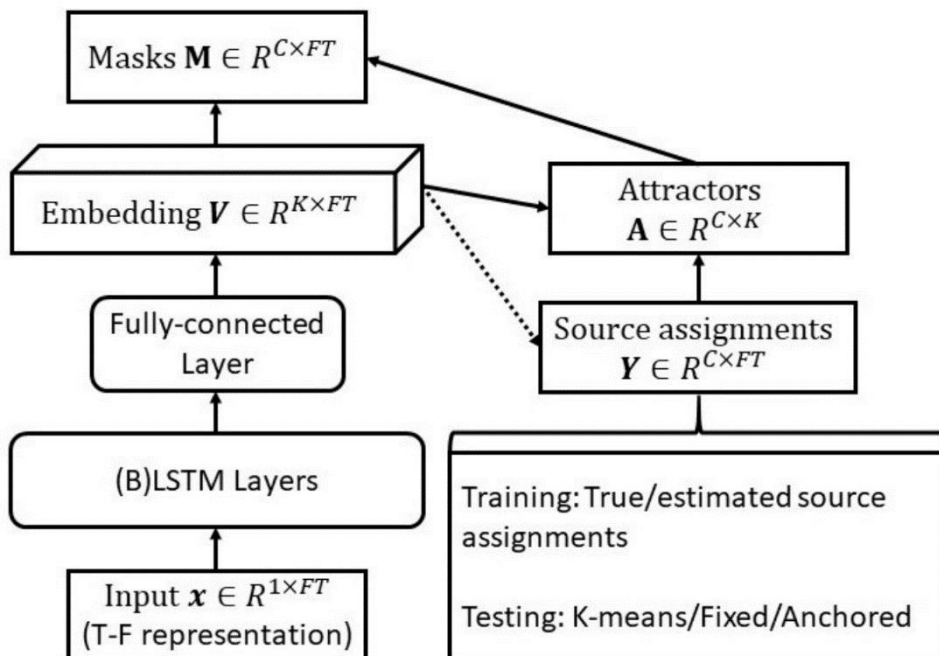 Masks M ∈ R^{C×FT}
Embedding V ∈ R^{K×FT}
Attractors
A ∈ R^{C×K}
Fully-connected
Layer
Source assignments
Y ∈ R^{C×FT}
(B)LSTM Layers
Training: True/estimated source
assignments
Testing: K-means/Fixed/Anchored
Input x ∈ R^{1×FT}
(T-F representation)